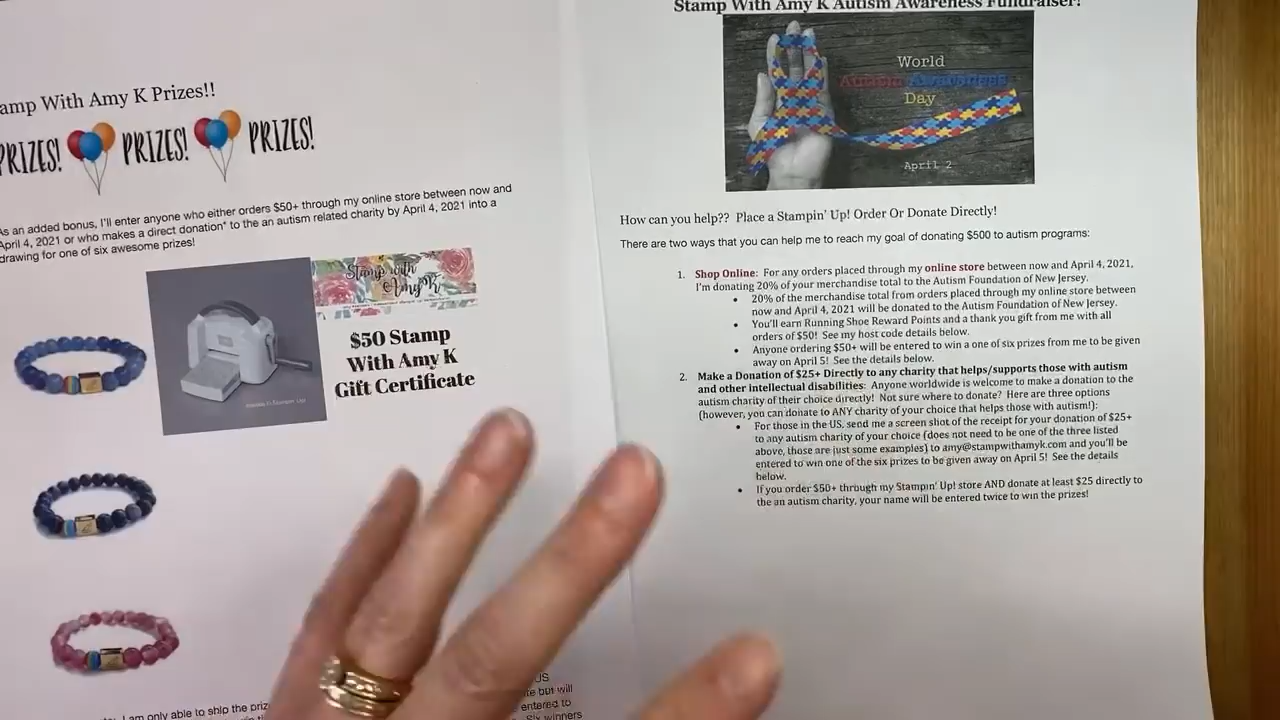 amp With Amy K Prizes!!
PRIZES! PRIZES! PRIZES!
As an added bonus, I'll enter anyone who either orders $50+ through my online store between now and
April 4, 2021 or who makes a direct donation* to the an autism related charity by April 4, 2021 into a
drawing for one of six awesome prizes!
Stamp with
Amy K
$50 Stamp
With Amy K
Gift Certificate
I am only able to ship the priz
US
te but will
entered to
Six winners
Stamp With Amy K Autism Awareness Fundraiser!
World
Autism Awareness
Day
April 2
How can you help?? Place a Stampin' Up! Order Or Donate Directly!
There are two ways that you can help me to reach my goal of donating $500 to autism programs:
1. Shop Online: For any orders placed through my online store between now and April 4, 2021,
I'm donating 20% of your merchandise total to the Autism Foundation of New Jersey.
• 20% of the merchandise total from orders placed through my online store between
now and April 4, 2021 will be donated to the Autism Foundation of New Jersey.
• You'll earn Running Shoe Reward Points and a thank you gift from me with all
orders of $50! See my host code details below.
• Anyone ordering $50+ will be entered to win a one of six prizes from me to be given
away on April 5! See the details below.
2. Make a Donation of $25+ Directly to any charity that helps/supports those with autism
and other intellectual disabilities: Anyone worldwide is welcome to make a donation to the
autism charity of their choice directly! Not sure where to donate? Here are three options
(however, you can donate to ANY charity of your choice that helps those with autism!):
• For those in the US, send me a screen shot of the receipt for your donation of $25+
to any autism charity of your choice (does not need to be one of the three listed
above, those are just some examples) to amy@stampwithamyk.com and you'll be
entered to win one of the six prizes to be given away on April 5! See the details
below.
• If you order $50+ through my Stampin' Up! store AND donate at least $25 directly to
the an autism charity, your name will be entered twice to win the prizes!